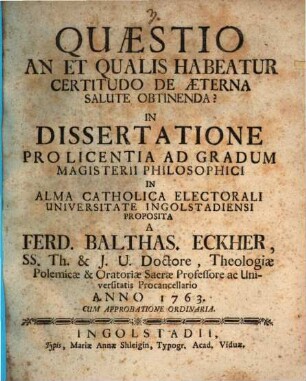 3.
QUÆSTIO
AN ET QUALIS HABEATUR
CERTITUDO DE ÆTERNA
SALUTE OBTINENDA?
IN
DISSERTATIONE
PRO LICENTIA AD GRADUM
MAGISTERII PHILOSOPHICI
IN
ALMA CATHOLICA ELECTORALI
UNIVERSITATE INGOLSTADIENSI
PROPOSITA
A
FERD. BALTHAS. ECKHER,
SS. Th. & J. U. Doctore, Theologiæ
Polemicæ & Oratoriæ Sacræ Professore ac Uni-
versitatis Procancellario
ANNO 1763.
CUM APPROBATIONE ORDINARIA.
INGOLSTADII,
Typis, Mariæ Annæ Shleigin, Typogr. Acad. Viduæ.